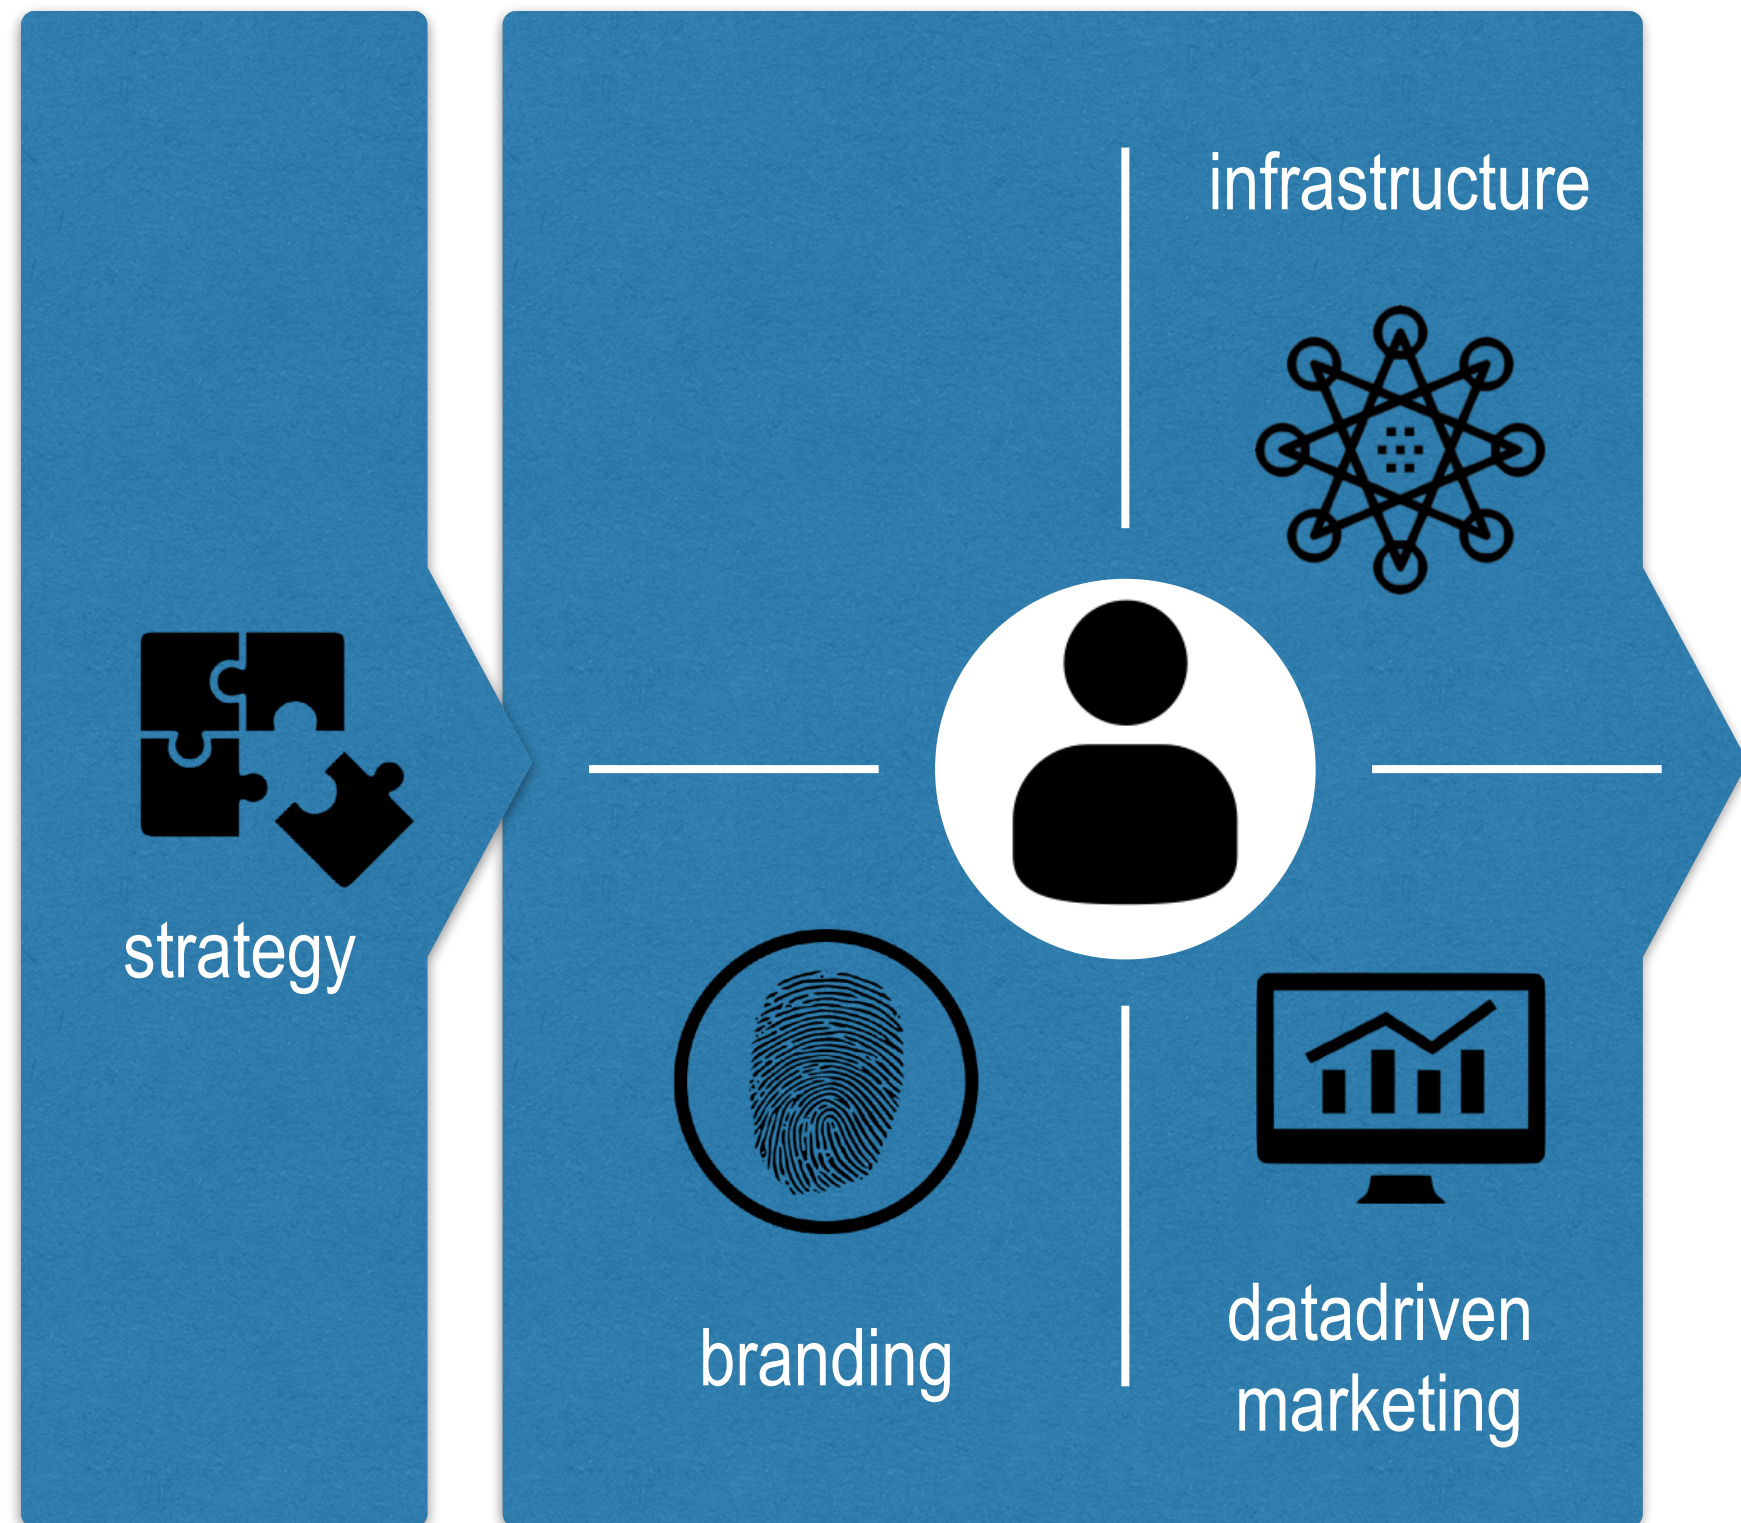 infrastructure
strategy
branding
datadriven
marketing